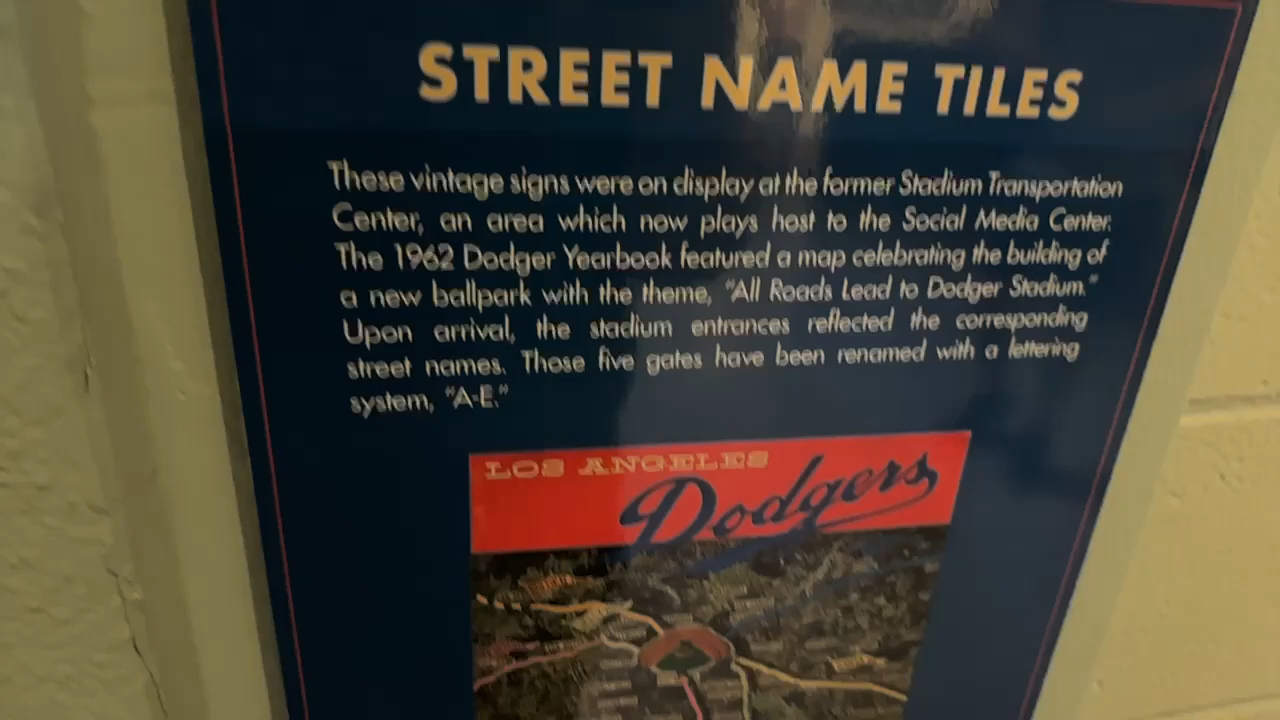 STREET NAME TILES
These vintage signs were on display at the former Stadium Transportation
Center, an area which now plays host to the Social Media Center.
The 1962 Dodger Yearbook featured a map celebrating the building of
a new ballpark with the theme, "All Roads Lead to Dodger Stadium."
Upon arrival, the stadium entrances reflected the corresponding
street names. Those five gates have been renamed with a lettering
system, "A-E."
LOS ANGELES
Dodgers